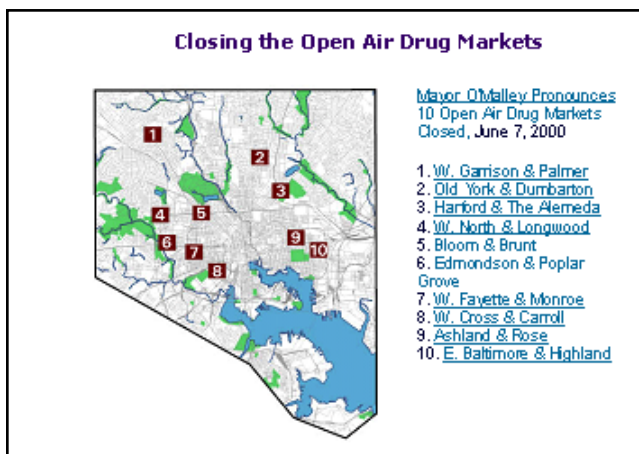 Closing the Open Air Drug Markets
Mayor O'Malley Pronounces
10 Open Air Drug Markets
Closed, June 7, 2000
1. W. Garrison & Palmer
2. Old York & Dumbarton
3. Harford & The Alemeda
4. W. North & Longwood
5. Bloom & Brunt
6. Edmondson & Poplar
Grove
7. W. Fayette & Monroe
8. W. Cross & Carroll
9. Ashland & Rose
10. E. Baltimore & Highland
1
2
3
4
5
6
7
8
9
10